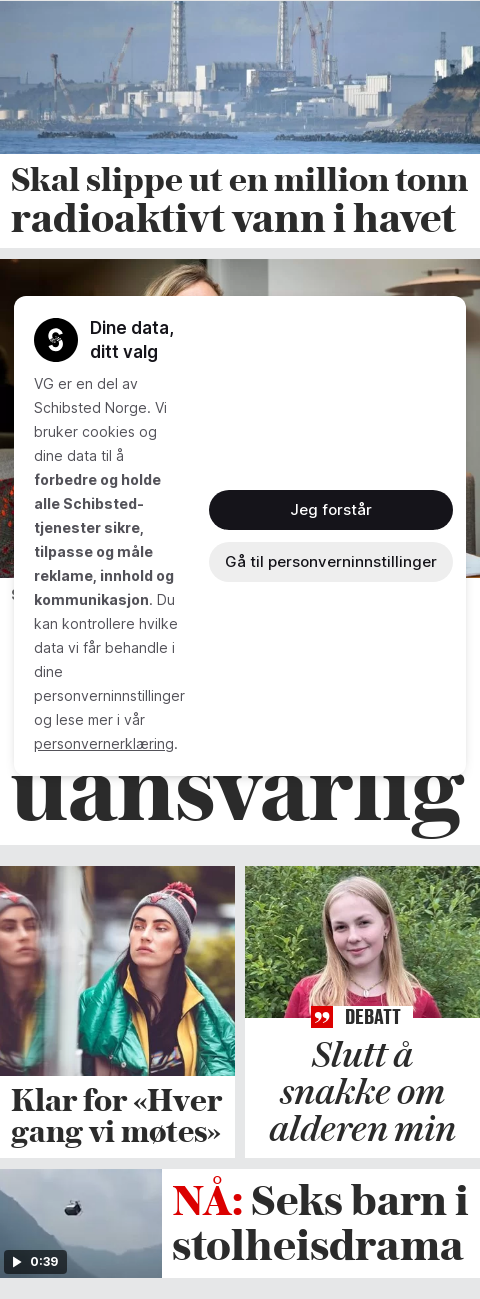 Skal slippe ut en million tonn
radioaktivt vann i havet
Dine data,
ditt valg
VG er en del av
Schibsted Norge. Vi
bruker cookies og
dine data til å
forbedre og holde
alle Schibsted-
tjenester sikre,
tilpasse og måle
reklame, innhold og
kommunikasjon. Du
kan kontrollere hvilke
data vi får behandle i
dine
personverninnstillinger
og lese mer i vår
personvernerklæring.
Jeg forstår
Gå til personverninnstillinger
uansvarlig
Klar for «Hver
gang vi møtes»
DEBATT
Slutt å
snakke om
alderen min
NÅ: Seks barn i
stolheisdrama
0:39